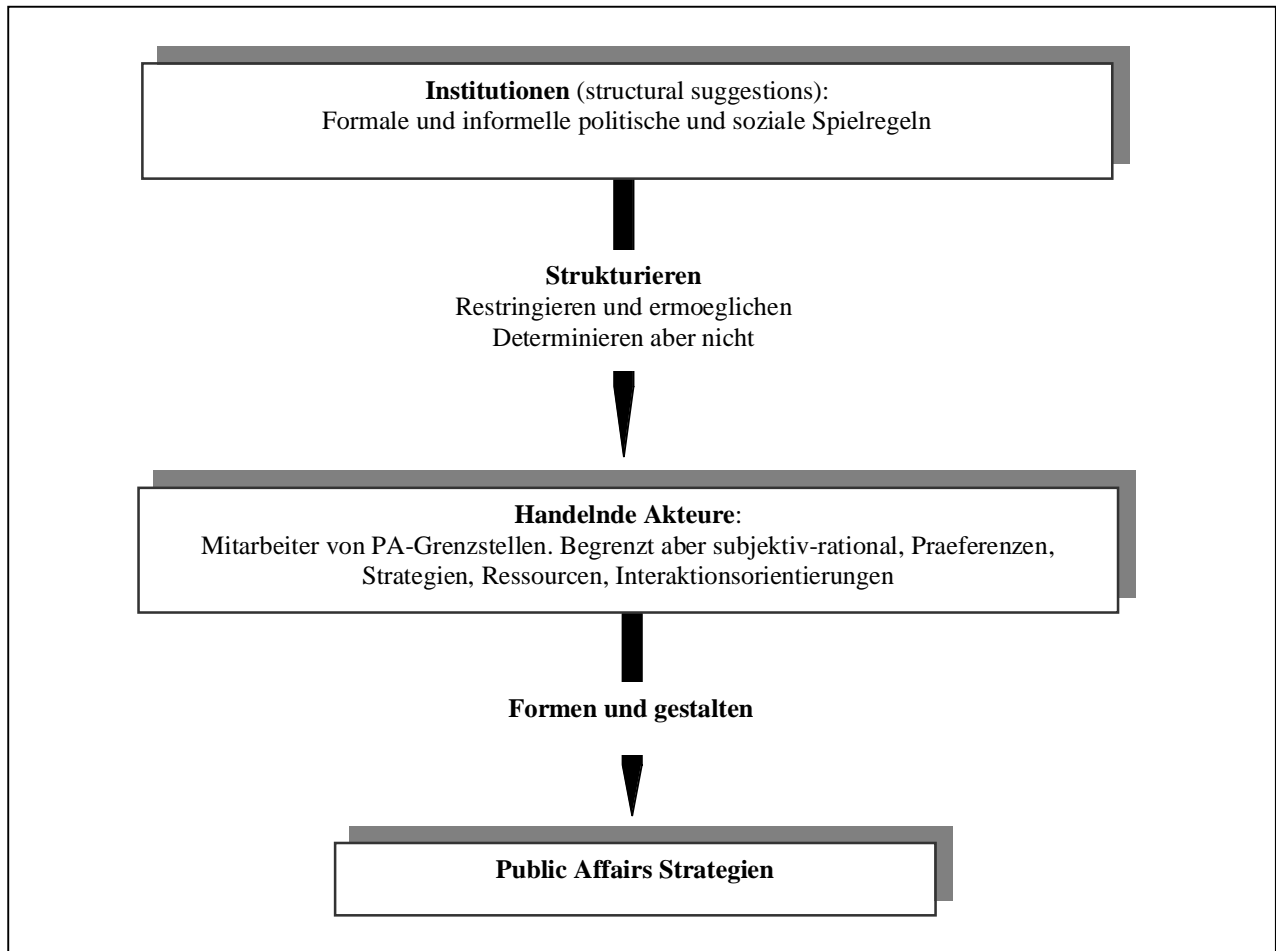 Institutionen (structural suggestions):
Formale und informelle politische und soziale Spielregeln
Strukturieren
Restringieren und ermoeglichen
Determinieren aber nicht
Handelnde Akteure:
Mitarbeiter von PA-Grenzstellen. Begrenzt aber subjektiv-rational, Praeferenzen,
Strategien, Ressourcen, Interaktionsorientierungen
Formen und gestalten
Public Affairs Strategien